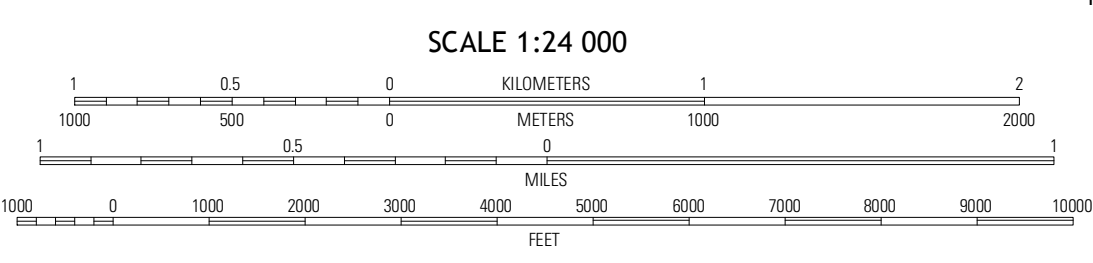 SCALE 1:24 000
1 0.5 0 KILOMETERS 1 2
1000 500 0 METERS 1000 2000
1 0.5 0 1
MILES
1000 0 1000 2000 3000 4000 5000 6000 7000 8000 9000 10000
FEET